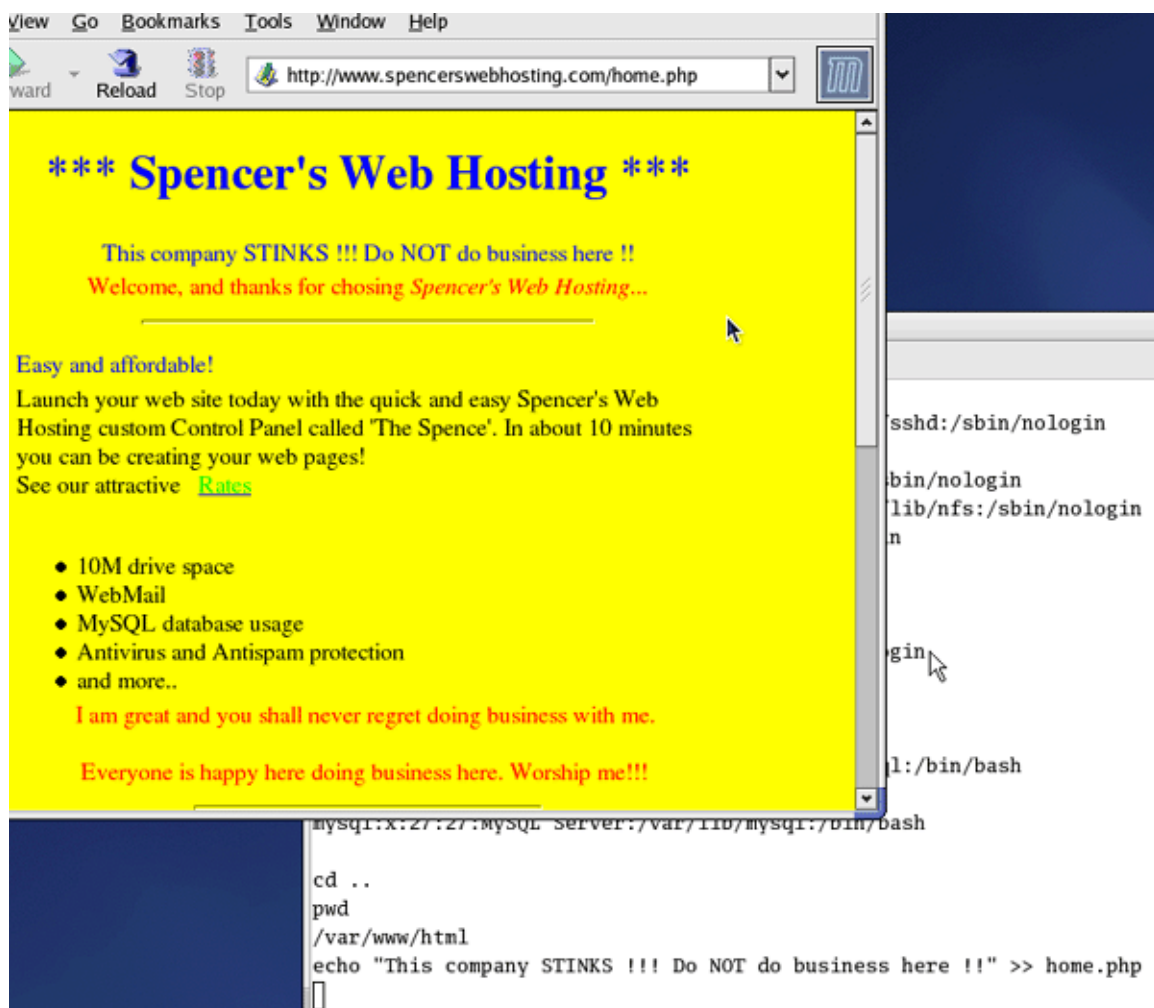 View Go Bookmarks Tools Window Help
ward Reload Stop http://www.spencerswebhosting.com/home.php
*** Spencer's Web Hosting ***
This company STINKS !!! Do NOT do business here !!
Welcome, and thanks for chosing Spencer's Web Hosting...
Easy and affordable!
Launch your web site today with the quick and easy Spencer's Web
Hosting custom Control Panel called 'The Spence'. In about 10 minutes
you can be creating your web pages!
See our attractive Rates
10M drive space
WebMail
MySQL database usage
Antivirus and Antispam protection
and more..
I am great and you shall never regret doing business with me.
Everyone is happy here doing business here. Worship me!!!
sshd:/sbin/nologin
bin/nologin
lib/nfs:/sbin/nologin
n
gin
ql:/bin/bash
mysql:x:27:27:MySQL Server:/var/lib/mysql:/bin/bash
cd ..
pwd
/var/www/html
echo "This company STINKS !!! Do NOT do business here !!" >> home.php